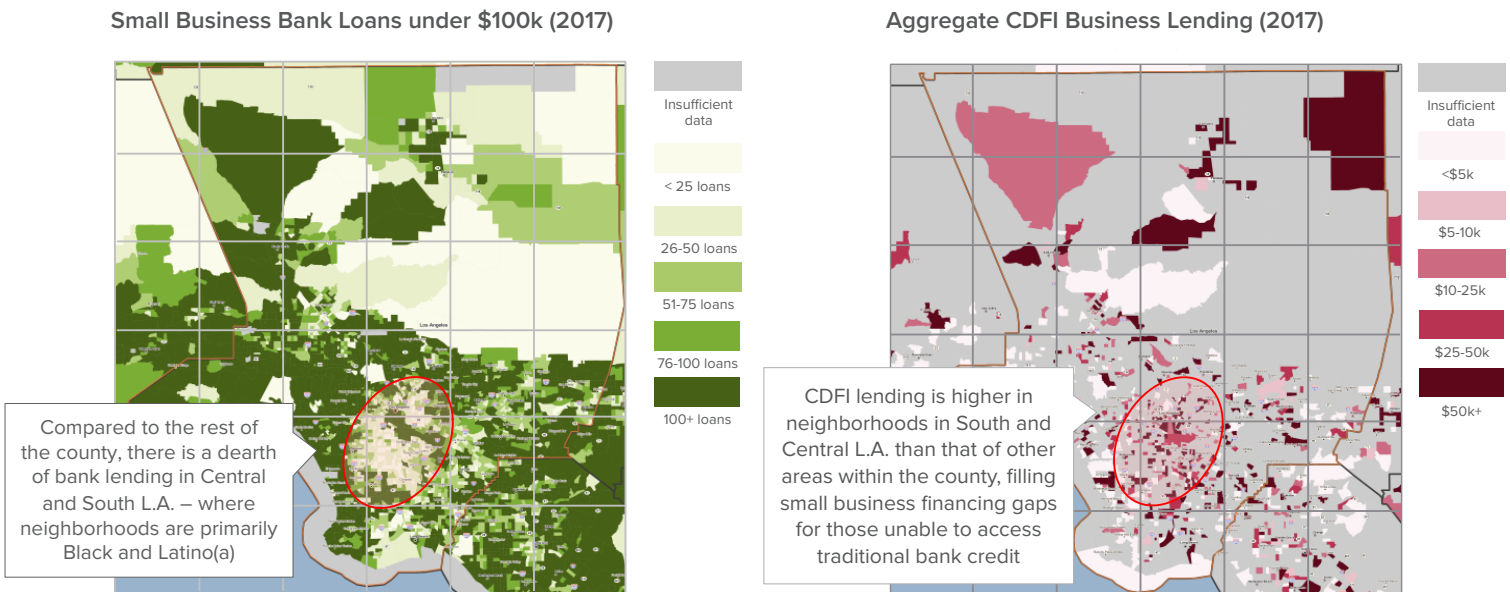 Small Business Bank Loans under $100k (2017)
Insufficient
data
< 25 loans
26-50 loans
51-75 loans
76-100 loans
100+ loans
Los Angeles
Compared to the rest of
the county, there is a dearth
of bank lending in Central
and South L.A. – where
neighborhoods are primarily
Black and Latino(a)
Aggregate CDFI Business Lending (2017)
Insufficient
data
<$5k
$5-10k
$10-25k
$25-50k
$50k+
Los Angeles
CDFI lending is higher in
neighborhoods in South and
Central L.A. than that of other
areas within the county, filling
small business financing gaps
for those unable to access
traditional bank credit